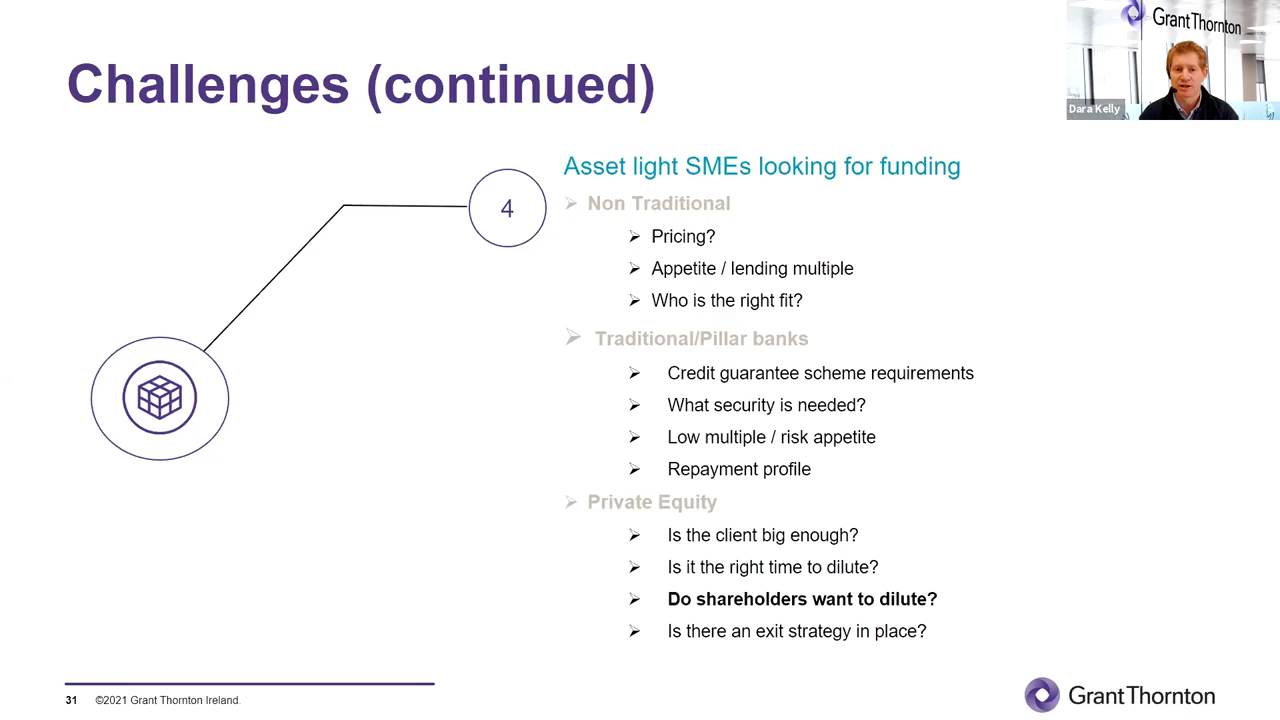 Challenges (continued)
Grant Thornton
Dara Kelly
4
Asset light SMEs looking for funding
Non Traditional
Pricing?
Appetite / lending multiple
Who is the right fit?
Traditional/Pillar banks
Credit guarantee scheme requirements
What security is needed?
Low multiple / risk appetite
Repayment profile
Private Equity
Is the client big enough?
Is it the right time to dilute?
Do shareholders want to dilute?
Is there an exit strategy in place?
31 ©2021 Grant Thornton Ireland.
Grant Thornton